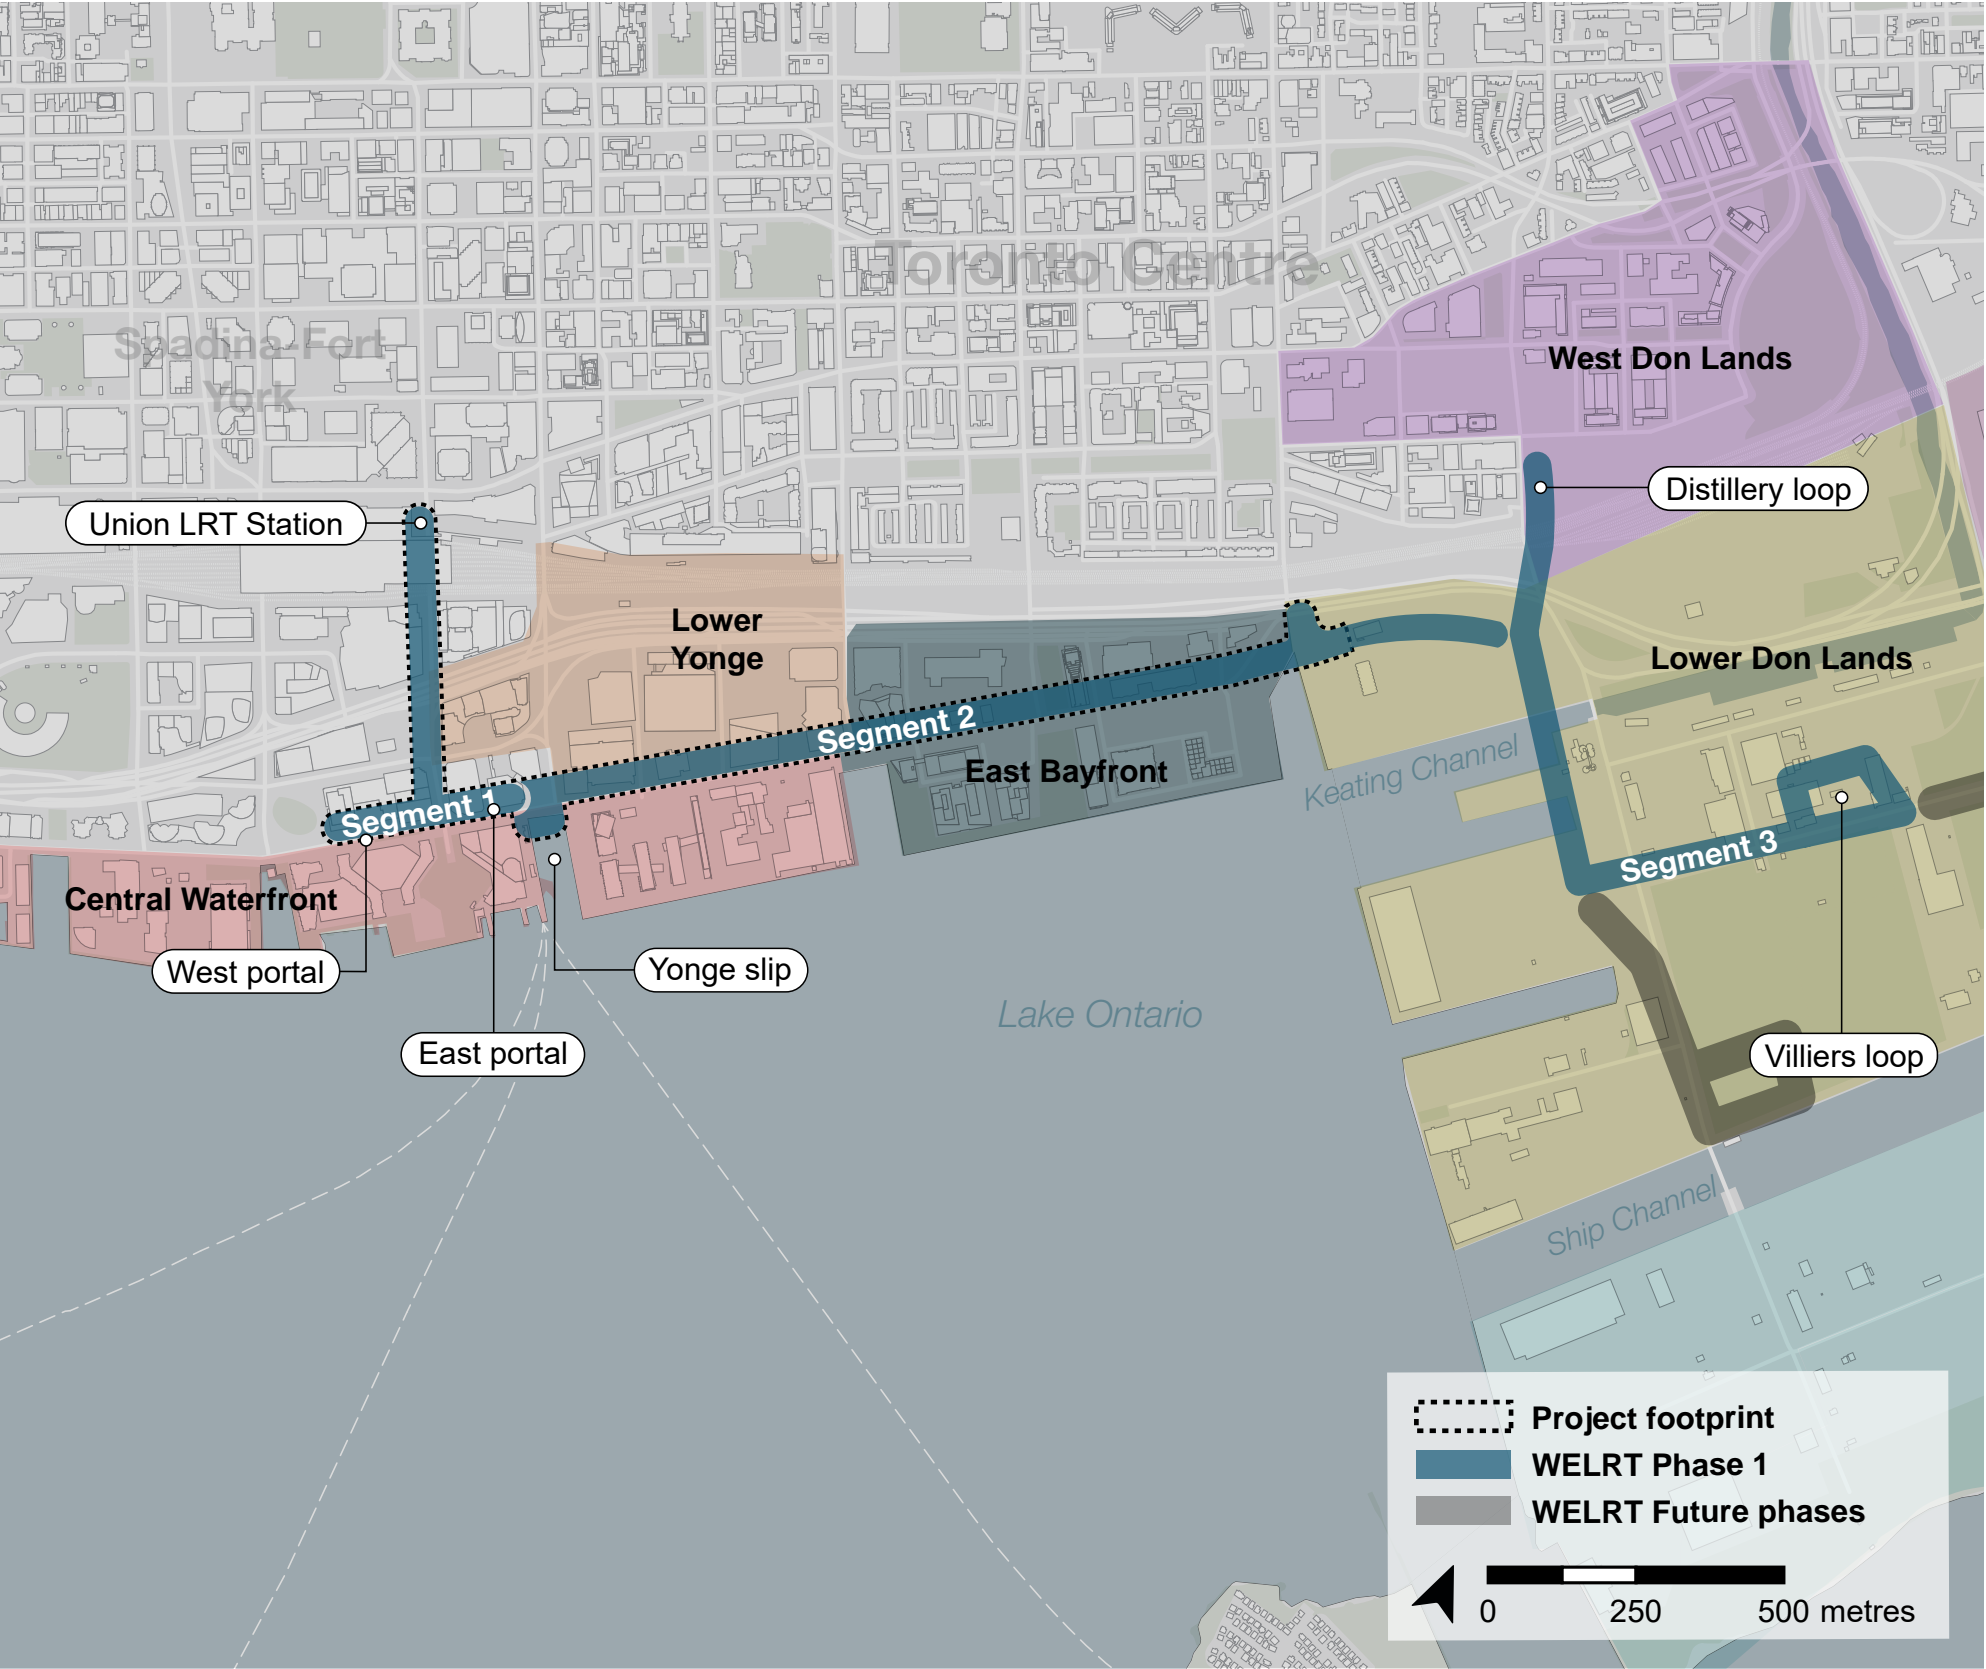 Toronto Centre
Spadina-Fort
York
West Don Lands
Distillery loop
Union LRT Station
Lower
Yonge
Lower Don Lands
Segment 2
East Bayfront
Keating Channel
Segment 1
Segment 3
Central Waterfront
West portal
Yonge slip
Lake Ontario
East portal
Villiers loop
Ship Channel
Project footprint
WELRT Phase 1
WELRT Future phases
0 250 500 metres